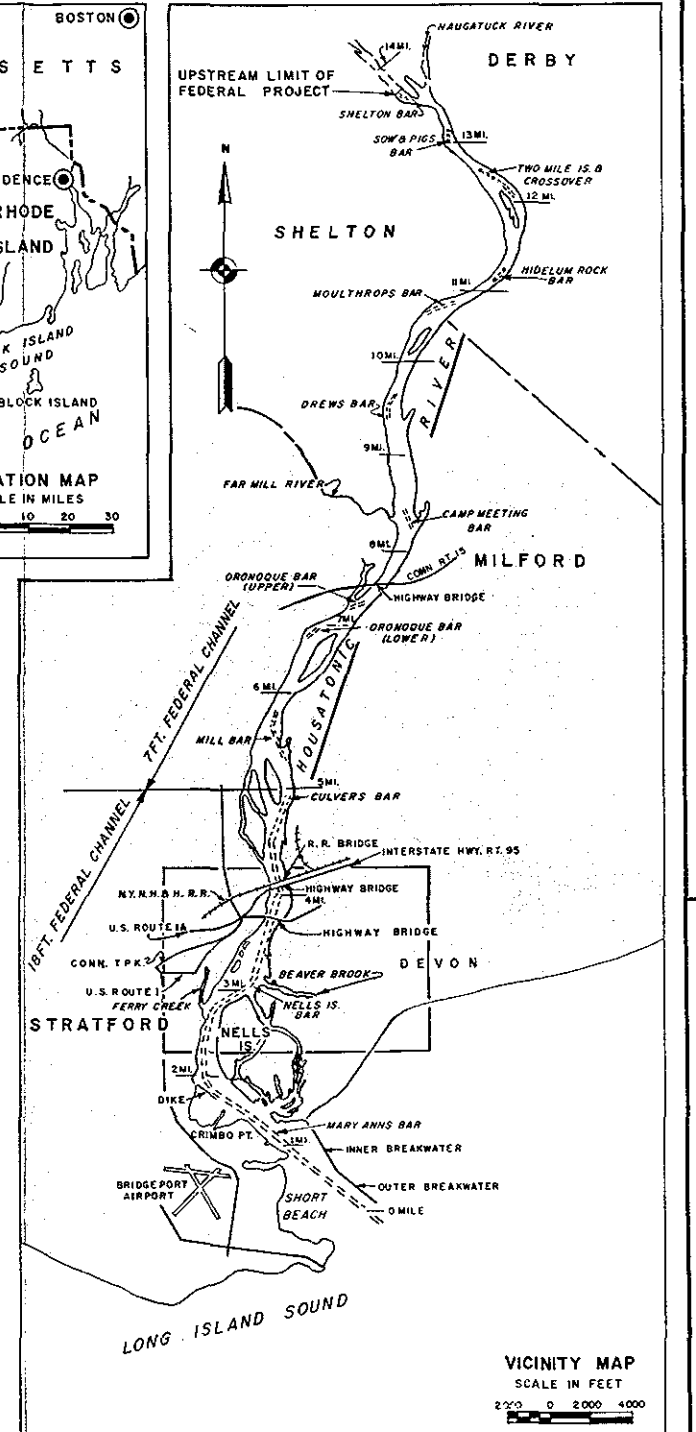 BOSTON
S E T T S
DENCE
RHODE
ISLAND
K ISLAND
SOUND
BLOCK ISLAND
OCEAN
ATION MAP
LE IN MILES
10 20 30
NAUGATUCK RIVER
DERBY
14MI.
UPSTREAM LIMIT OF
FEDERAL PROJECT
SHELTON BAR
SOW & PIGS
BAR
13MI.
TWO MILE IS. &
CROSSOVER
12 MI.
N
SHELTON
HIDELUM ROCK
BAR
11MI.
MOULTHROPS BAR
10MI.
RIVER
DREWS BAR
9MI.
FAR MILL RIVER
CAMP MEETING
BAR
8MI.
MILFORD
CONN. RT. 15
ORONOQUE BAR
(UPPER)
HIGHWAY BRIDGE
7MI.
ORONOQUE BAR
(LOWER)
7FT. FEDERAL CHANNEL
HOUSATONIC
6 MI.
MILL BAR
5MI.
CULVERS BAR
18FT. FEDERAL CHANNEL
R.R. BRIDGE
INTERSTATE HWY. RT. 95
N.Y.N.H.& H. R.R.
HIGHWAY BRIDGE
4MI.
U.S. ROUTE 1A
HIGHWAY BRIDGE
CONN. TPK.
DEVON
BEAVER BROOK
U.S. ROUTE 1
3MI.
FERRY CREEK
NELLS IS.
BAR
STRATFORD
NELLS
IS.
2MI.
DIKE
MARY ANNS BAR
CRIMBO PT.
1MI.
INNER BREAKWATER
BRIDGEPORT
AIRPORT
OUTER BREAKWATER
SHORT
BEACH
0 MILE
LONG ISLAND SOUND
VICINITY MAP
SCALE IN FEET
2000 0 2000 4000